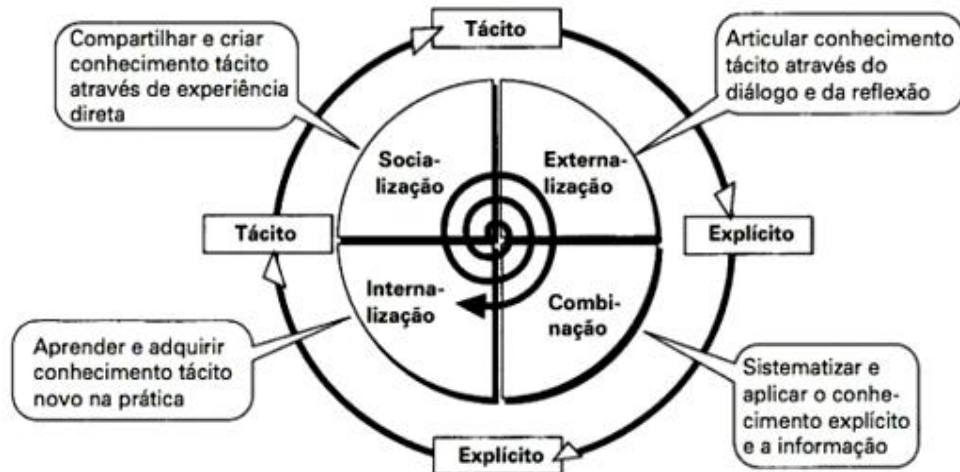 Tácito
Compartilhar e criar
conhecimento tácito
através de experiência
direta
Articular conhecimento
tácito através do
diálogo e da reflexão
Socia-
lização
Externa-
lização
Tácito
Explícito
Interna-
lização
Combi-
nação
Aprender e adquirir
conhecimento tácito
novo na prática
Sistematizar e
aplicar o conhe-
cimento explícito
e a informação
Explícito